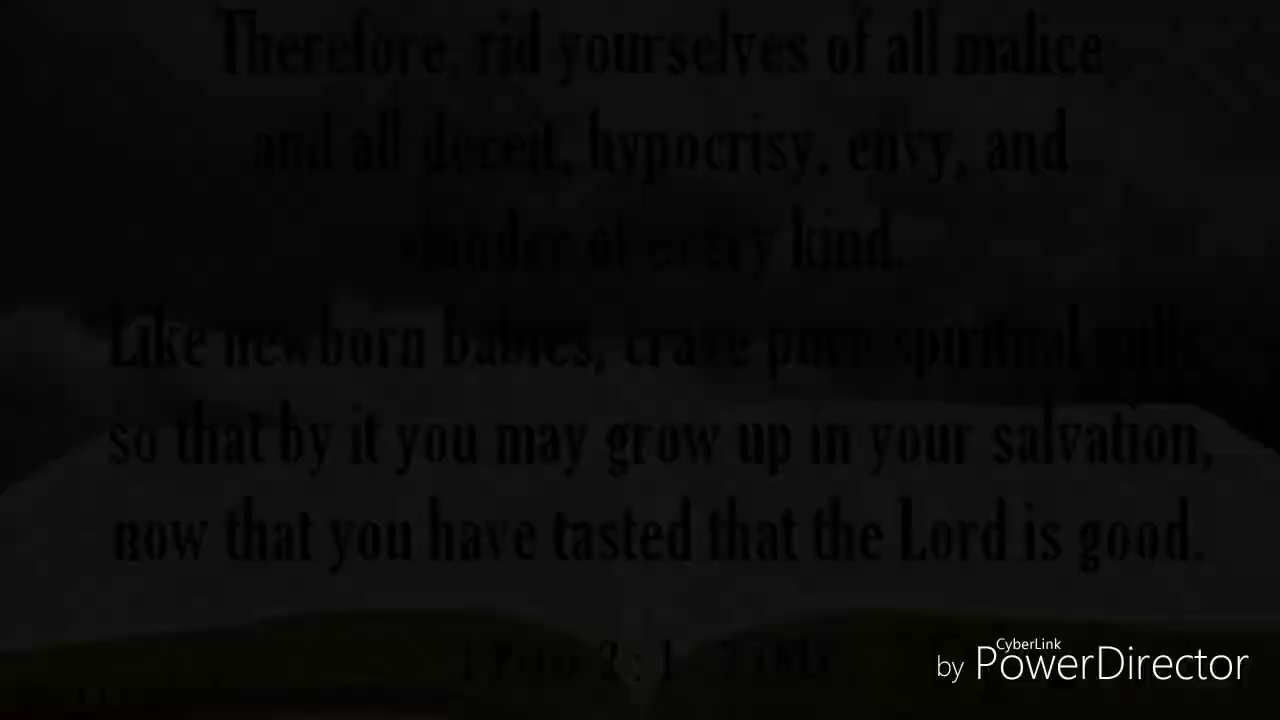 Therefore, rid yourselves of all malice
and all deceit, hypocrisy, envy, and
slander of every kind.
Like newborn babies, crave pure spiritual milk,
so that by it you may grow up in your salvation,
now that you have tasted that the Lord is good.
1 Peter 2:1
CyberLink
by PowerDirector